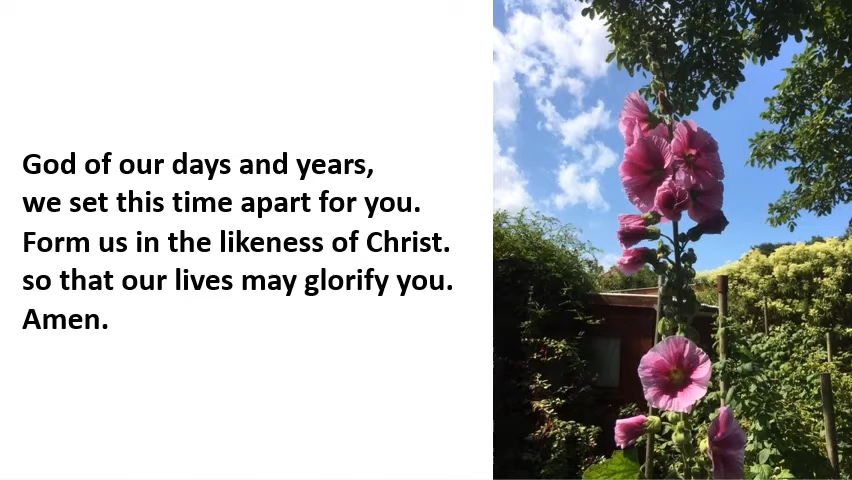 God of our days and years,
we set this time apart for you.
Form us in the likeness of Christ.
so that our lives may glorify you.
Amen.